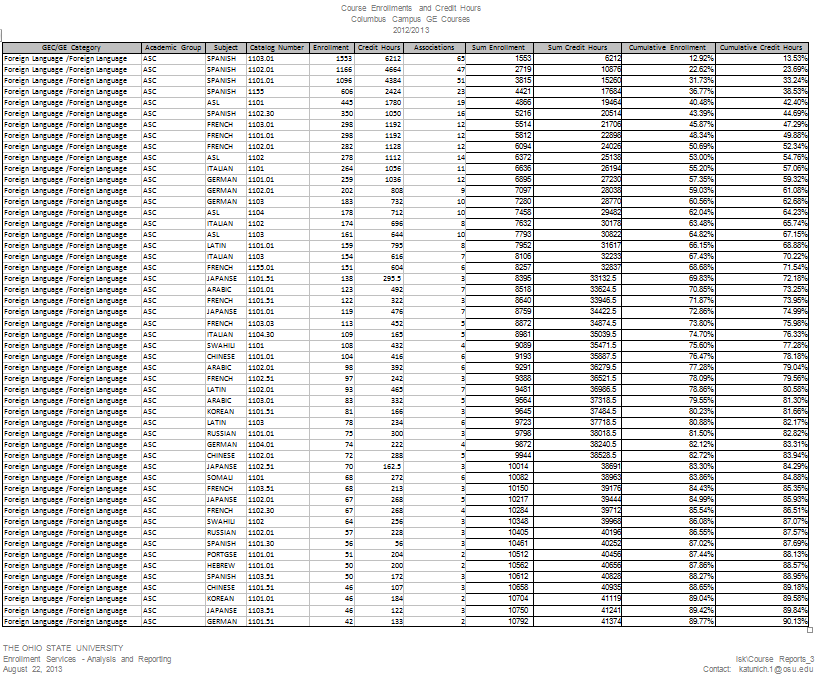 Course Enrollments and Credit Hours
Columbus Campus GE Courses
2012/2013
GEC/GE Category Academic Group Subject Catalog Number Enrollment Credit Hours Associations Sum Enrollment Sum Credit Hours Cumulative Enrollment Cumulative Credit Hours
Foreign Language /Foreign Language ASC SPANISH 1103.01 1553 6212 65 1553 6212 12.92% 13.53%
Foreign Language /Foreign Language ASC SPANISH 1102.01 1166 4664 47 2719 10876 22.62% 23.69%
Foreign Language /Foreign Language ASC SPANISH 1101.01 1096 4384 51 3815 15260 31.73% 33.24%
Foreign Language /Foreign Language ASC SPANISH 1155 606 2424 23 4421 17684 36.77% 38.53%
Foreign Language /Foreign Language ASC ASL 1101 445 1780 19 4866 19464 40.48% 42.40%
Foreign Language /Foreign Language ASC SPANISH 1102.30 350 1050 16 5216 20514 43.39% 44.69%
Foreign Language /Foreign Language ASC FRENCH 1103.01 298 1192 12 5514 21706 45.87% 47.29%
Foreign Language /Foreign Language ASC FRENCH 1101.01 298 1192 12 5812 22898 48.34% 49.88%
Foreign Language /Foreign Language ASC FRENCH 1102.01 282 1128 12 6094 24026 50.69% 52.34%
Foreign Language /Foreign Language ASC ASL 1102 278 1112 14 6372 25138 53.00% 54.76%
Foreign Language /Foreign Language ASC ITALIAN 1101 264 1056 11 6636 26194 55.20% 57.06%
Foreign Language /Foreign Language ASC GERMAN 1101.01 259 1036 12 6895 27230 57.35% 59.32%
Foreign Language /Foreign Language ASC GERMAN 1102.01 202 808 9 7097 28038 59.03% 61.08%
Foreign Language /Foreign Language ASC GERMAN 1103 183 732 10 7280 28770 60.56% 62.68%
Foreign Language /Foreign Language ASC ASL 1104 178 712 10 7458 29482 62.04% 64.23%
Foreign Language /Foreign Language ASC ITALIAN 1102 174 696 8 7632 30178 63.48% 65.74%
Foreign Language /Foreign Language ASC ASL 1103 161 644 10 7793 30822 64.82% 67.15%
Foreign Language /Foreign Language ASC LATIN 1101.01 159 795 8 7952 31617 66.15% 68.88%
Foreign Language /Foreign Language ASC ITALIAN 1103 154 616 7 8106 32233 67.43% 70.22%
Foreign Language /Foreign Language ASC FRENCH 1155.01 151 604 6 8257 32837 68.68% 71.54%
Foreign Language /Foreign Language ASC JAPANSE 1101.51 138 295.5 3 8395 33132.5 69.83% 72.18%
Foreign Language /Foreign Language ASC ARABIC 1101.01 123 492 7 8518 33624.5 70.85% 73.25%
Foreign Language /Foreign Language ASC FRENCH 1101.51 122 322 3 8640 33946.5 71.87% 73.95%
Foreign Language /Foreign Language ASC JAPANSE 1101.01 119 476 7 8759 34422.5 72.86% 74.99%
Foreign Language /Foreign Language ASC FRENCH 1103.03 113 452 5 8872 34874.5 73.80% 75.98%
Foreign Language /Foreign Language ASC ITALIAN 1104.30 109 165 5 8981 35039.5 74.70% 76.33%
Foreign Language /Foreign Language ASC SWAHILI 1101 108 432 4 9089 35471.5 75.60% 77.28%
Foreign Language /Foreign Language ASC CHINESE 1101.01 104 416 6 9193 35887.5 76.47% 78.18%
Foreign Language /Foreign Language ASC ARABIC 1102.01 98 392 6 9291 36279.5 77.28% 79.04%
Foreign Language /Foreign Language ASC FRENCH 1102.51 97 242 3 9388 36521.5 78.09% 79.56%
Foreign Language /Foreign Language ASC LATIN 1102.01 93 465 7 9481 36986.5 78.86% 80.58%
Foreign Language /Foreign Language ASC ARABIC 1103.01 83 332 5 9564 37318.5 79.55% 81.30%
Foreign Language /Foreign Language ASC KOREAN 1101.51 81 166 3 9645 37484.5 80.23% 81.66%
Foreign Language /Foreign Language ASC LATIN 1103 78 234 6 9723 37718.5 80.88% 82.17%
Foreign Language /Foreign Language ASC RUSSIAN 1101.01 75 300 3 9798 38018.5 81.50% 82.82%
Foreign Language /Foreign Language ASC GERMAN 1104.01 74 222 4 9872 38240.5 82.12% 83.31%
Foreign Language /Foreign Language ASC CHINESE 1102.01 72 288 5 9944 38528.5 82.72% 83.94%
Foreign Language /Foreign Language ASC JAPANSE 1102.51 70 162.5 3 10014 38691 83.30% 84.29%
Foreign Language /Foreign Language ASC SOMALI 1101 68 272 6 10082 38963 83.86% 84.88%
Foreign Language /Foreign Language ASC FRENCH 1103.51 68 213 3 10150 39176 84.43% 85.35%
Foreign Language /Foreign Language ASC JAPANSE 1102.01 67 268 5 10217 39444 84.99% 85.93%
Foreign Language /Foreign Language ASC FRENCH 1102.30 67 268 4 10284 39712 85.54% 86.51%
Foreign Language /Foreign Language ASC SWAHILI 1102 64 256 3 10348 39968 86.08% 87.07%
Foreign Language /Foreign Language ASC RUSSIAN 1102.01 57 228 3 10405 40196 86.55% 87.57%
Foreign Language /Foreign Language ASC SPANISH 1101.30 56 56 3 10461 40252 87.02% 87.69%
Foreign Language /Foreign Language ASC PORTGSE 1101.01 51 204 2 10512 40456 87.44% 88.13%
Foreign Language /Foreign Language ASC HEBREW 1101.01 50 200 2 10562 40656 87.86% 88.57%
Foreign Language /Foreign Language ASC SPANISH 1103.51 50 172 3 10612 40828 88.27% 88.95%
Foreign Language /Foreign Language ASC CHINESE 1101.51 46 107 3 10658 40935 88.65% 89.18%
Foreign Language /Foreign Language ASC KOREAN 1101.01 46 184 2 10704 41119 89.04% 89.58%
Foreign Language /Foreign Language ASC JAPANSE 1103.51 46 122 3 10750 41241 89.42% 89.84%
Foreign Language /Foreign Language ASC GERMAN 1101.51 42 133 2 10792 41374 89.77% 90.13%
THE OHIO STATE UNIVERSITY
Enrollment Services - Analysis and Reporting lsk\Course Reports_3
August 22, 2013 Contact: katunich.1@osu.edu